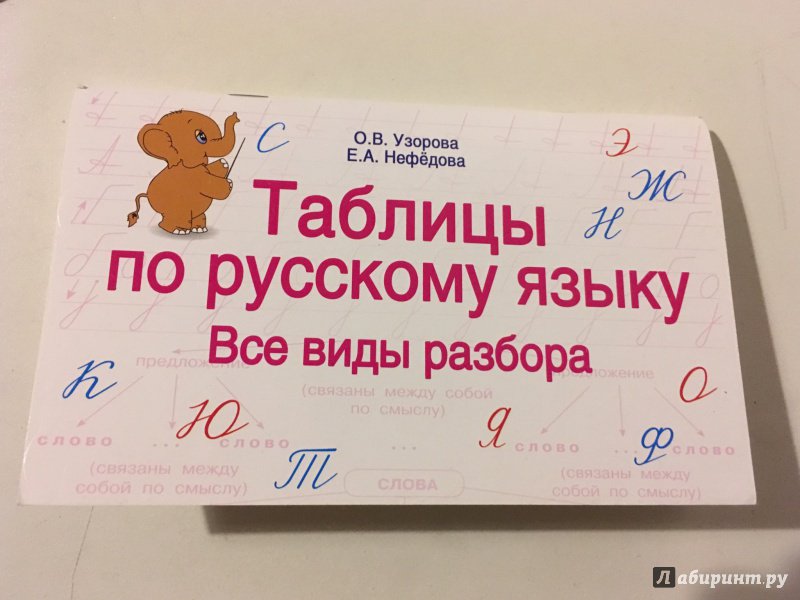 О.В. Узорова
Е.А. Нефёдова
С
Э
Ж
Н
Таблицы
по русскому языку
Все виды разбора
предложение
предложение
(связаны между собой
по смыслу)
К
Ю
Т
Я
О
Ф
слово ... слово
...
слово ... слово
(связаны между
собой по смыслу)
СЛОВА
(связаны между
собой по смыслу)
Лабиринт.ру